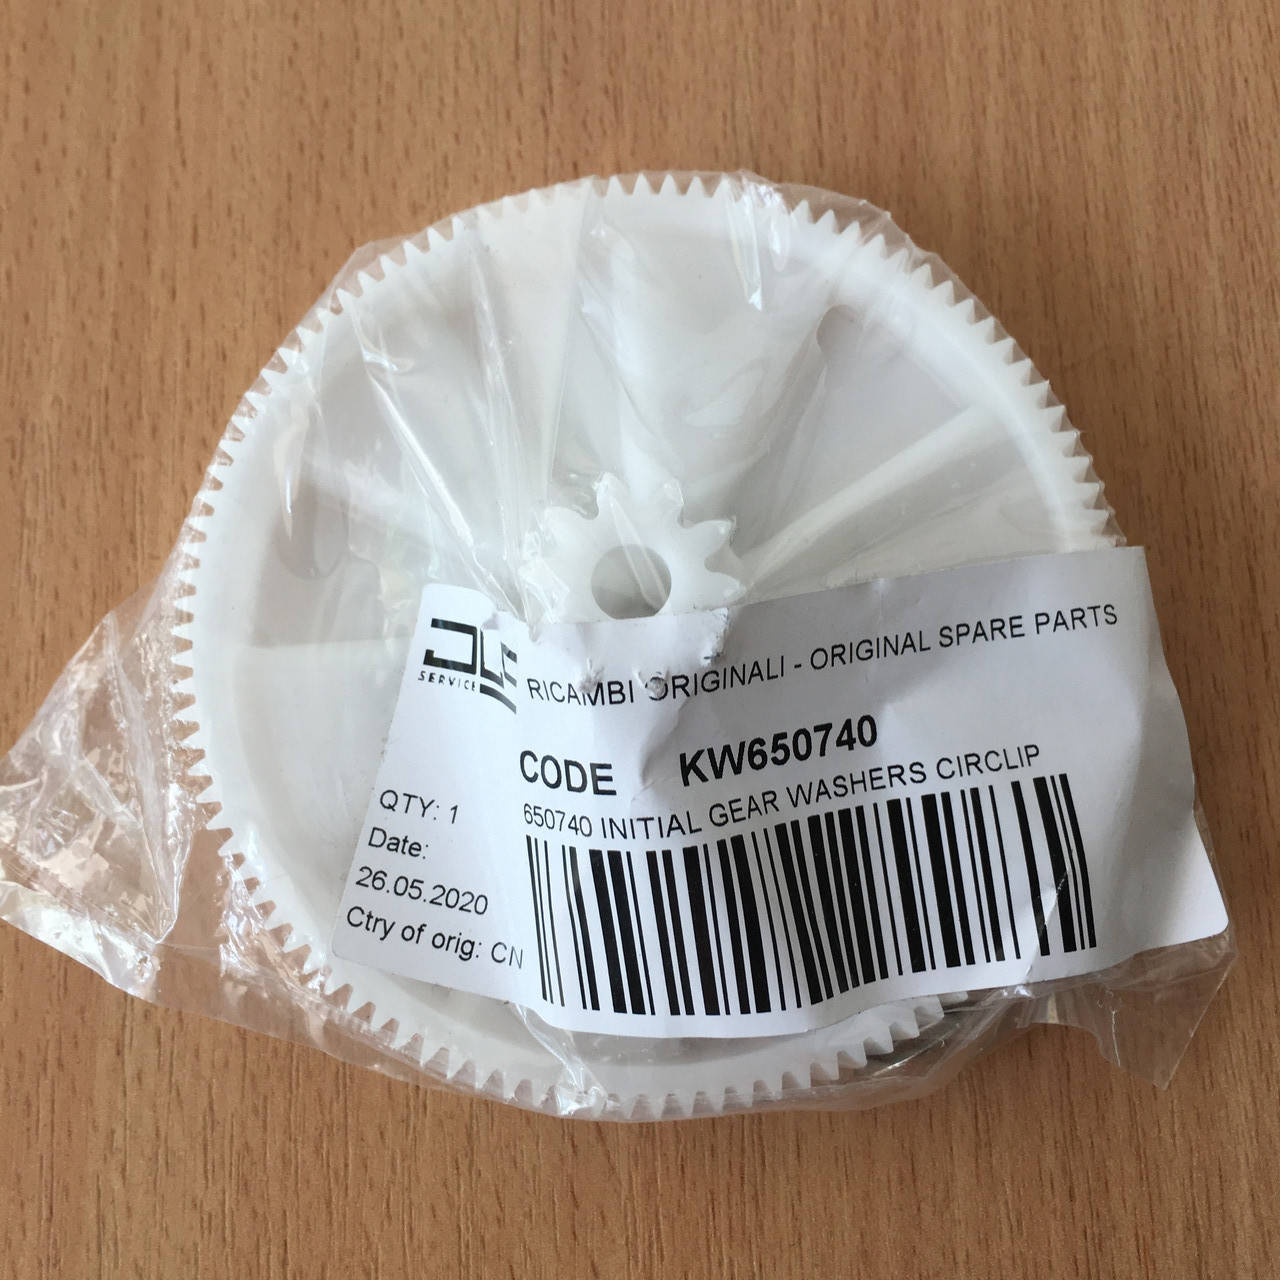 SERVICE
RICAMBI ORIGINALI - ORIGINAL SPARE PARTS
CODE KW650740
650740 INITIAL GEAR WASHERS CIRCLIP
QTY: 1
Date:
26.05.2020
Ctry of orig: CN